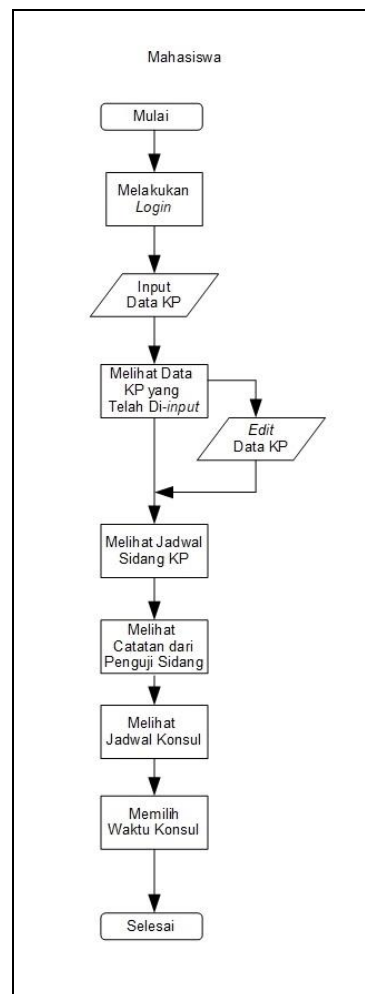 Mahasiswa
Mulai
Melakukan
Login
Input
Data KP
Melihat Data
KP yang
Telah Di-input
Edit
Data KP
Melihat Jadwal
Sidang KP
Melihat
Catatan dari
Penguji Sidang
Melihat
Jadwal Konsul
Memilih
Waktu Konsul
Selesai